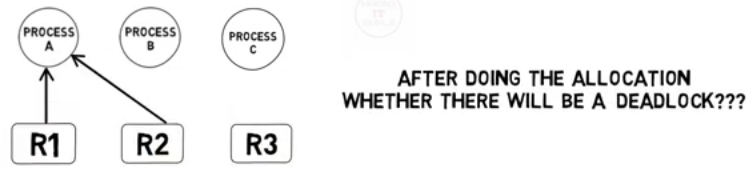 PROCESS
A
PROCESS
B
PROCESS
C
R1
R2
R3
AFTER DOING THE ALLOCATION
WHETHER THERE WILL BE A DEADLOCK???